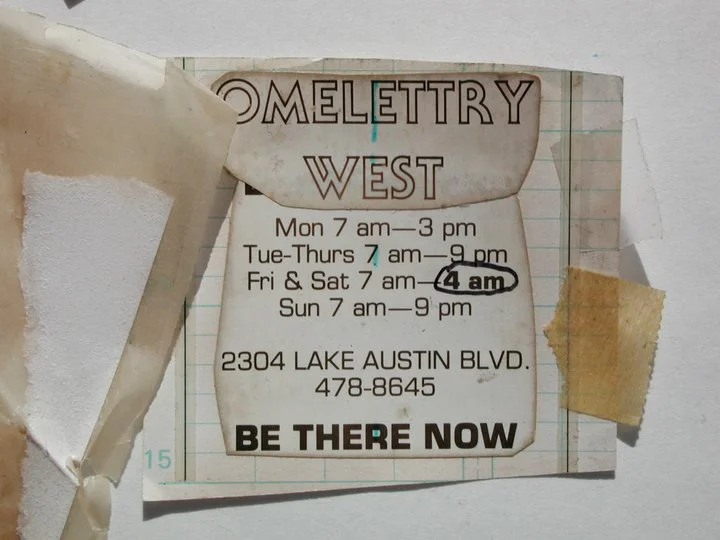 OMELETTRY
WEST
Mon 7 am—3 pm
Tue-Thurs 7 am—9 pm
Fri & Sat 7 am—4 am
Sun 7 am—9 pm
2304 LAKE AUSTIN BLVD.
478-8645
BE THERE NOW
15